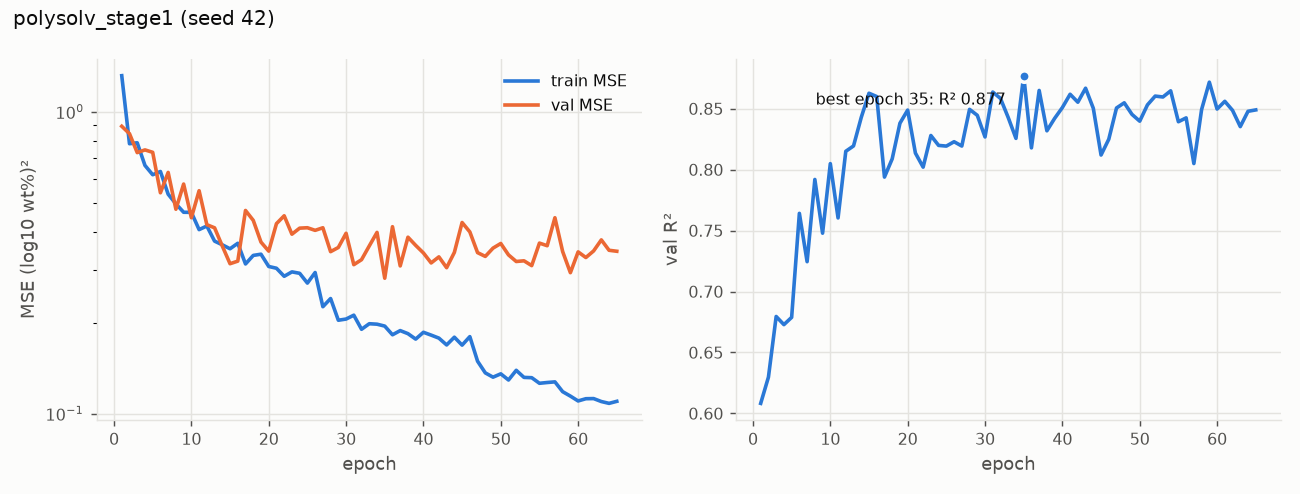 polysolv_stage1 (seed 42)
train MSE
val MSE
10⁰
10⁻¹
MSE (log10 wt%)²
0 10 20 30 40 50 60
epoch
best epoch 35: R² 0.877
0.85
0.80
0.75
0.70
0.65
0.60
val R²
0 10 20 30 40 50 60
epoch